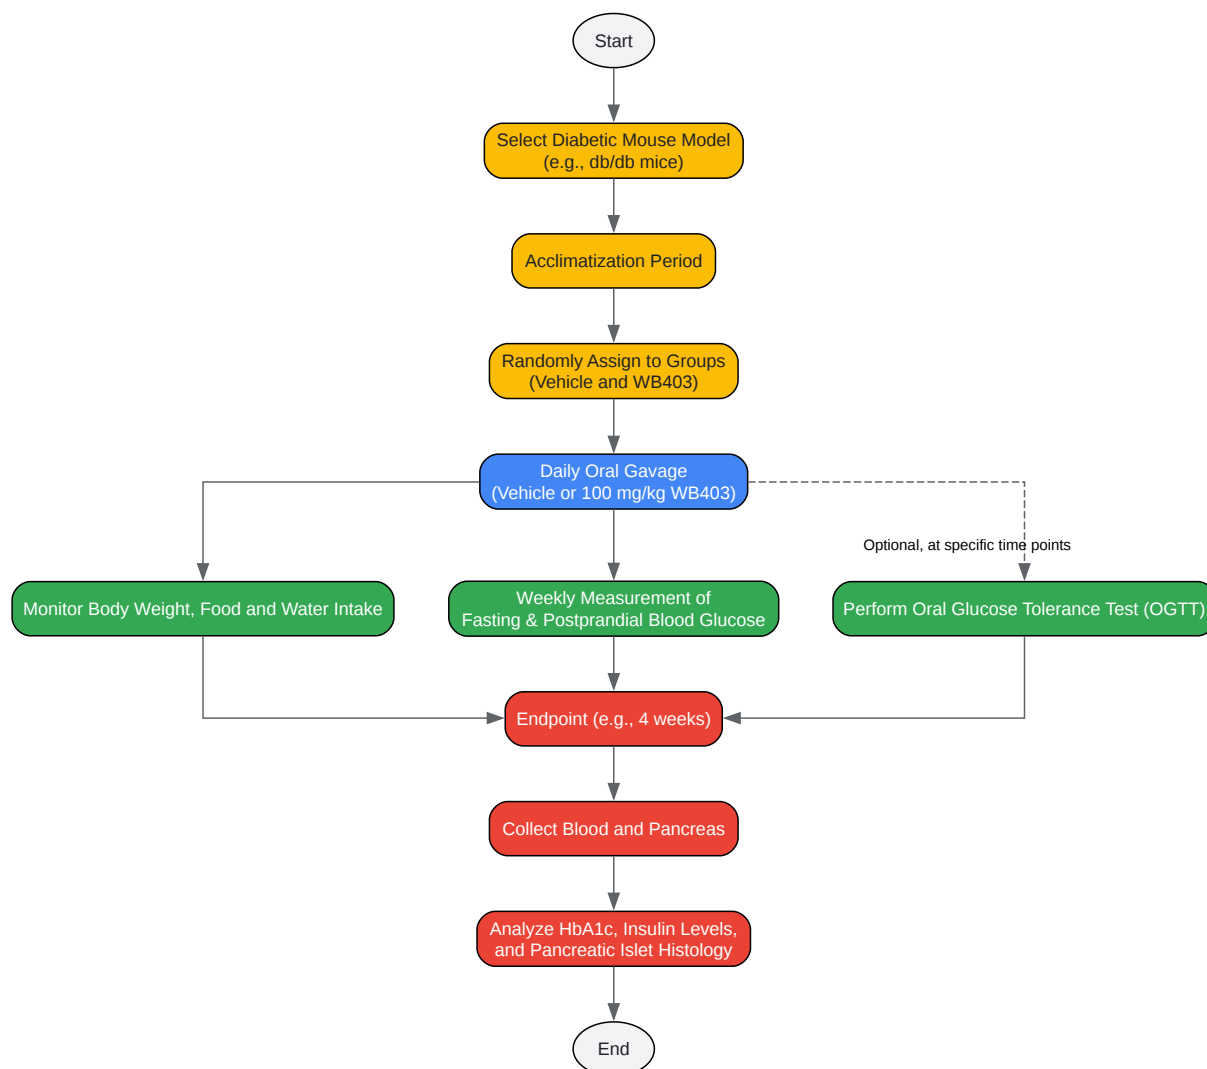 Start
Select Diabetic Mouse Model
(e.g., db/db mice)
Acclimatization Period
Randomly Assign to Groups
(Vehicle and WB403)
Daily Oral Gavage
(Vehicle or 100 mg/kg WB403)
Optional, at specific time points
Monitor Body Weight, Food and Water Intake
Weekly Measurement of
Fasting & Postprandial Blood Glucose
Perform Oral Glucose Tolerance Test (OGTT)
Endpoint (e.g., 4 weeks)
Collect Blood and Pancreas
Analyze HbA1c, Insulin Levels,
and Pancreatic Islet Histology
End